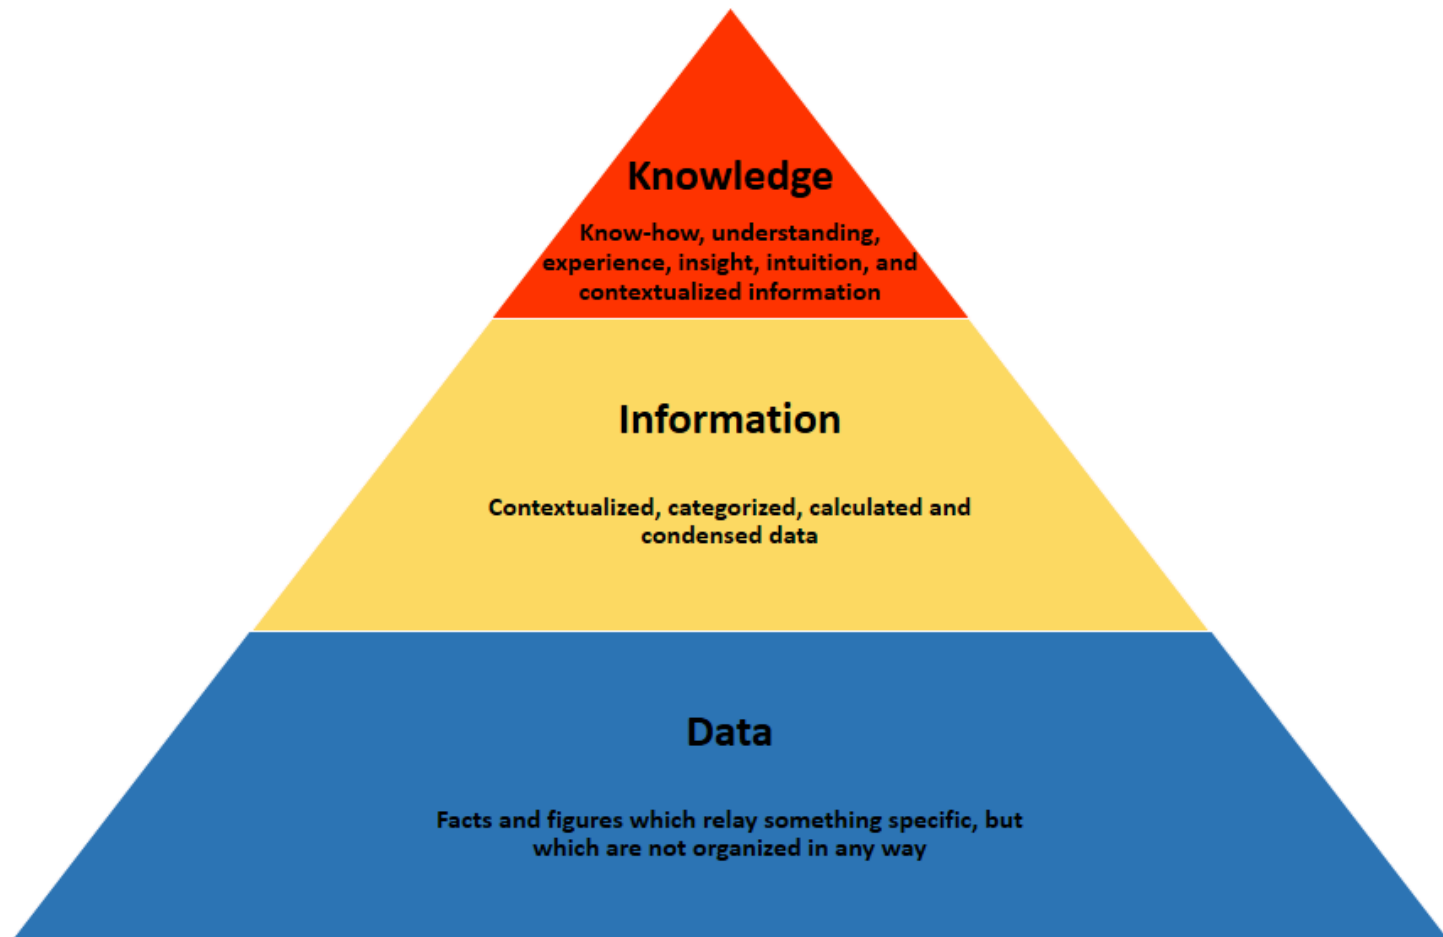 Knowledge
Know-how, understanding,
experience, insight, intuition, and
contextualized information
Information
Contextualized, categorized, calculated and
condensed data
Data
Facts and figures which relay something specific, but
which are not organized in any way